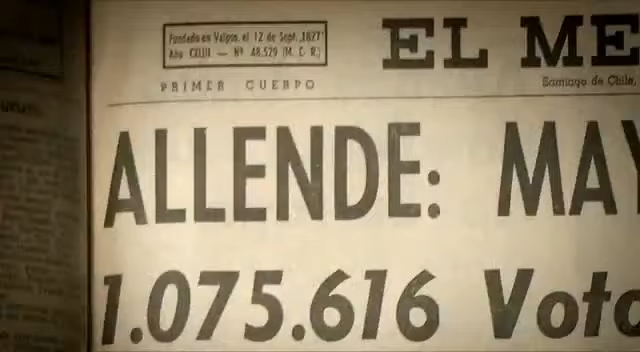 Fundado en Valpso. el 12 de Sept. 1827
EL ME
Año CXLIII — Nº 48.529 (M. C. R.)
PRIMER CUERPO
Santiago de Chile,
ALLENDE: MAY
1.075.616 Voto